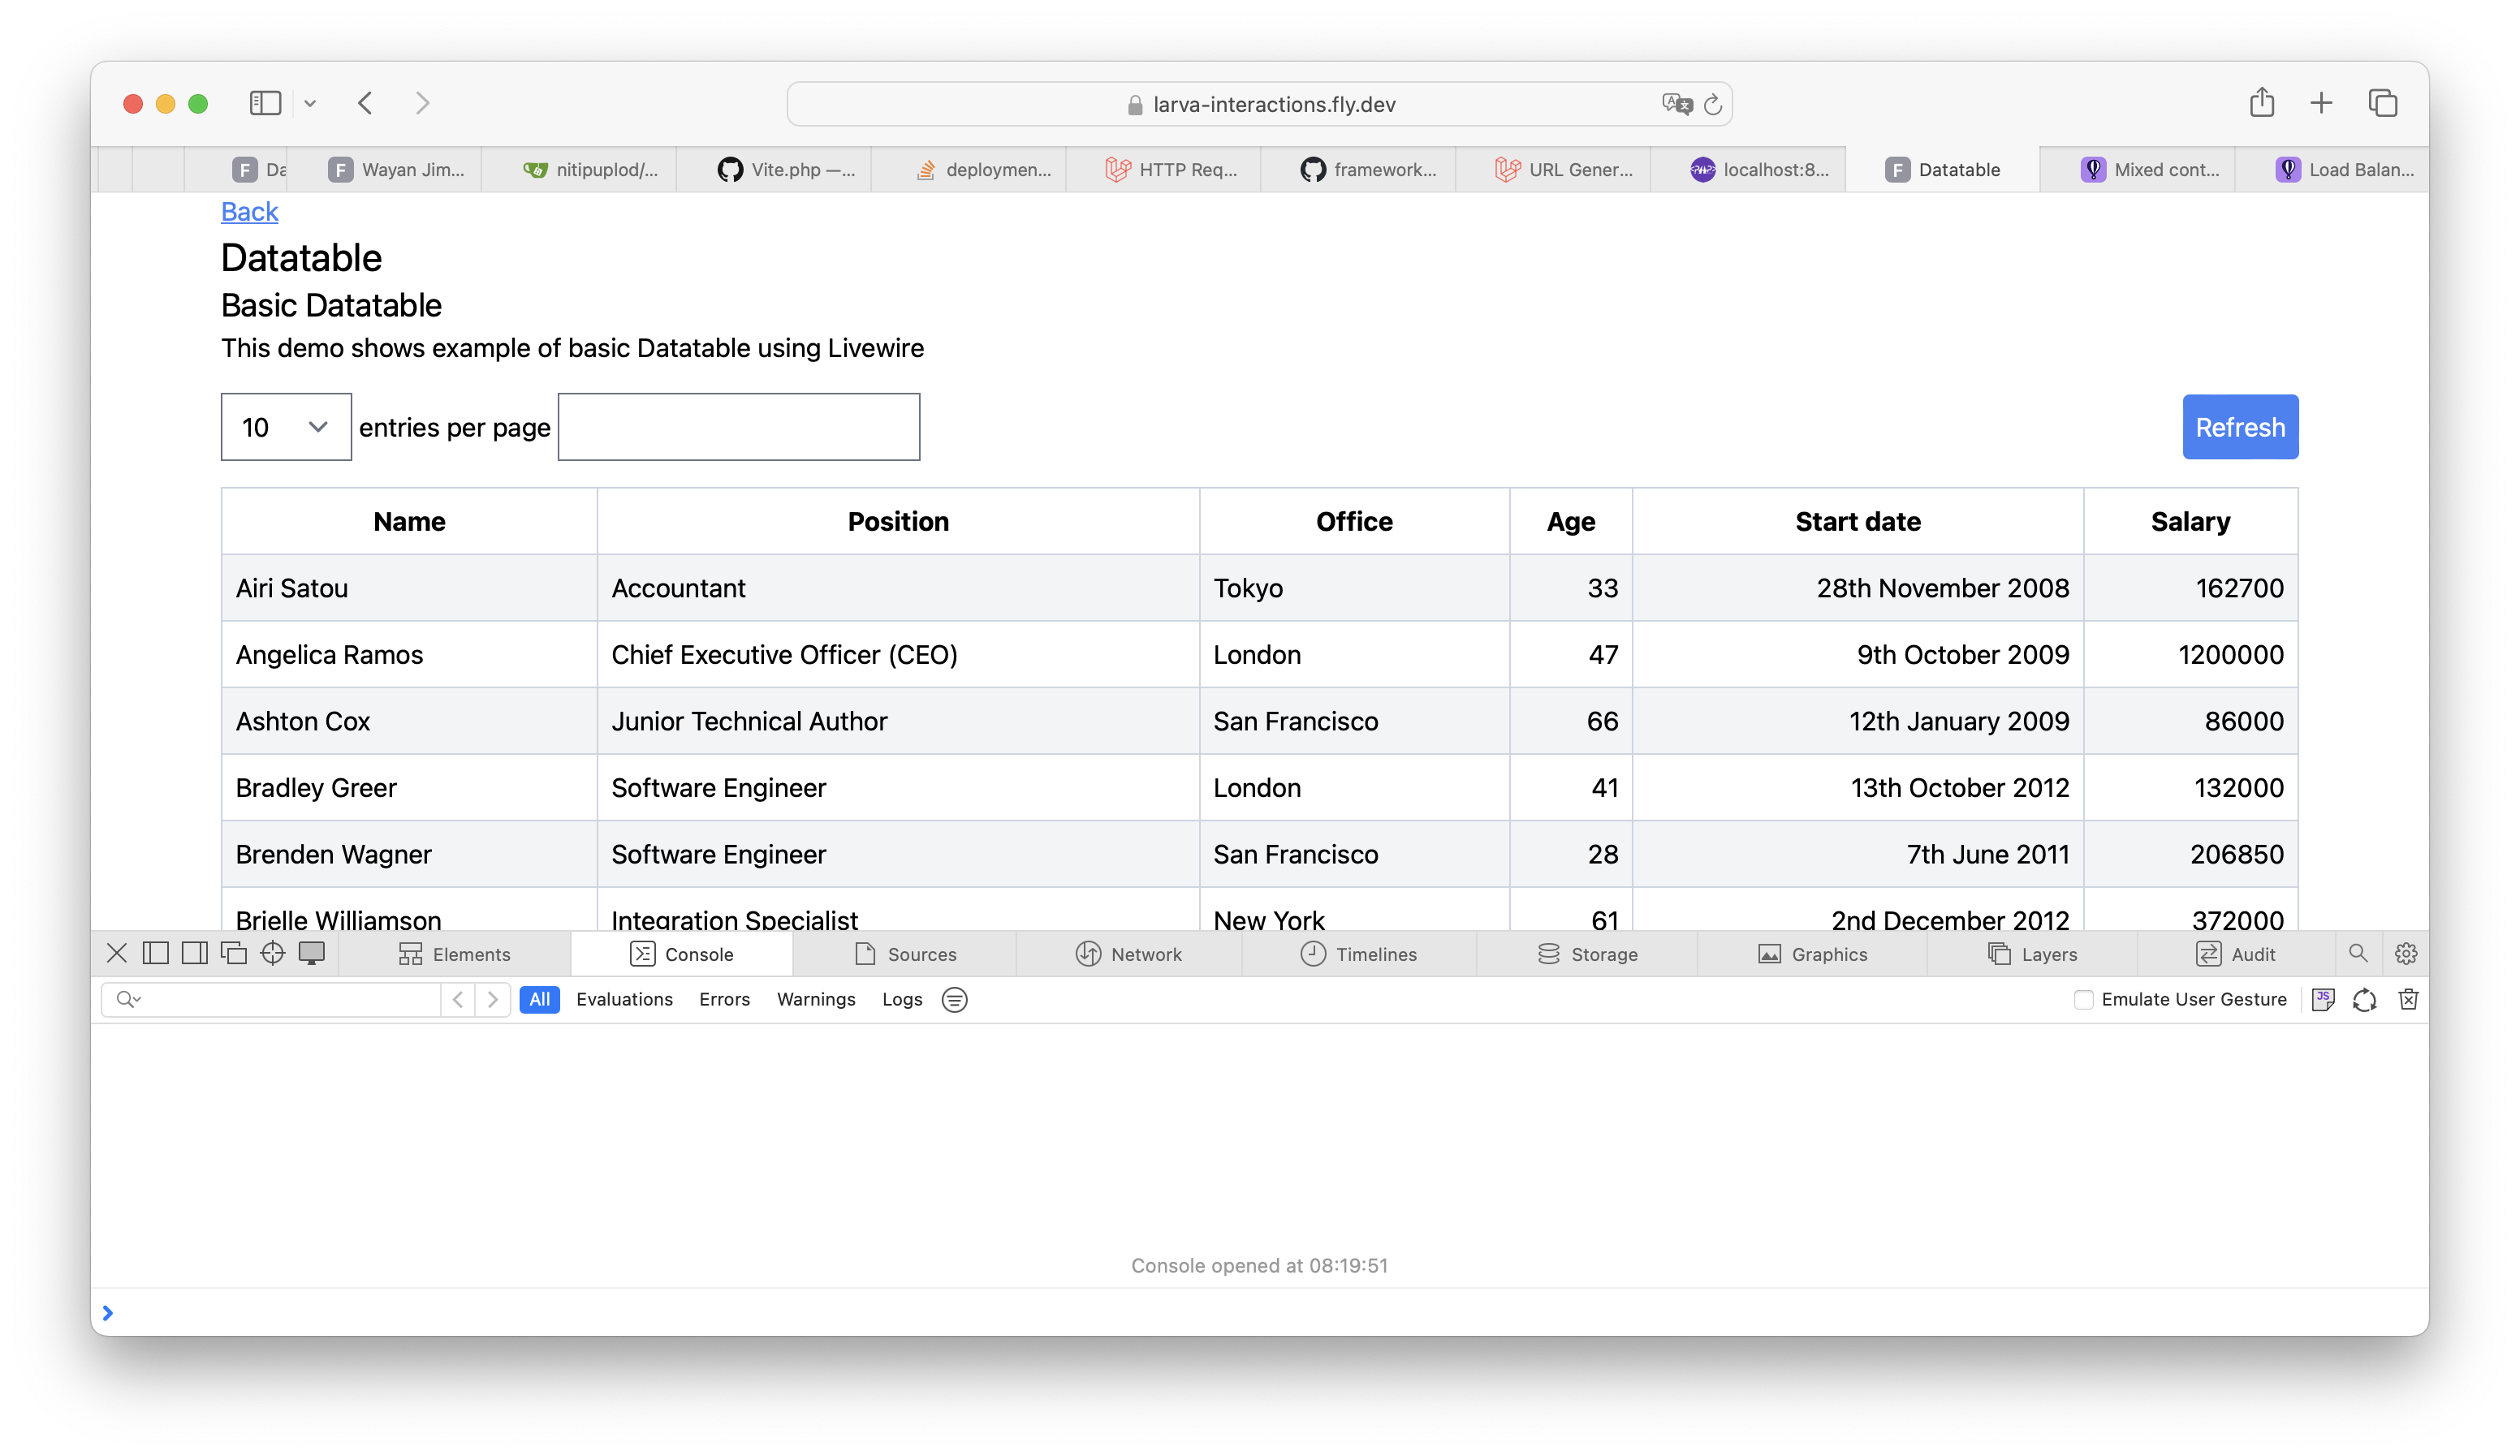 larva-interactions.fly.dev
F Da
F Wayan Jim...
nitipuplod/...
Vite.php —...
deploymen...
HTTP Req...
framework...
URL Gener...
localhost:8...
F Datatable
Mixed cont...
Load Balan...
Back
Datatable
Basic Datatable
This demo shows example of basic Datatable using Livewire
10 entries per page Refresh
Name Position Office Age Start date Salary
Airi Satou Accountant Tokyo 33 28th November 2008 162700
Angelica Ramos Chief Executive Officer (CEO) London 47 9th October 2009 1200000
Ashton Cox Junior Technical Author San Francisco 66 12th January 2009 86000
Bradley Greer Software Engineer London 41 13th October 2012 132000
Brenden Wagner Software Engineer San Francisco 28 7th June 2011 206850
Brielle Williamson Integration Specialist New York 61 2nd December 2012 372000
Elements Console Sources Network Timelines Storage Graphics Layers Audit
All Evaluations Errors Warnings Logs Emulate User Gesture JS
Console opened at 08:19:51